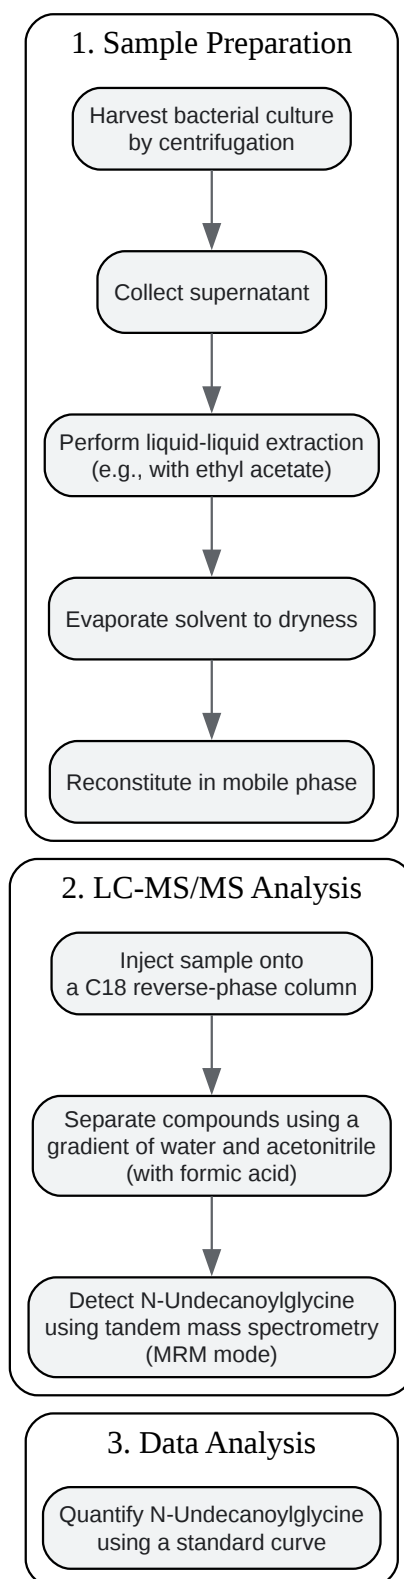 1. Sample Preparation
Harvest bacterial culture
by centrifugation
Collect supernatant
Perform liquid-liquid extraction
(e.g., with ethyl acetate)
Evaporate solvent to dryness
Reconstitute in mobile phase
2. LC-MS/MS Analysis
Inject sample onto
a C18 reverse-phase column
Separate compounds using a
gradient of water and acetonitrile
(with formic acid)
Detect N-Undecanoylglycine
using tandem mass spectrometry
(MRM mode)
3. Data Analysis
Quantify N-Undecanoylglycine
using a standard curve